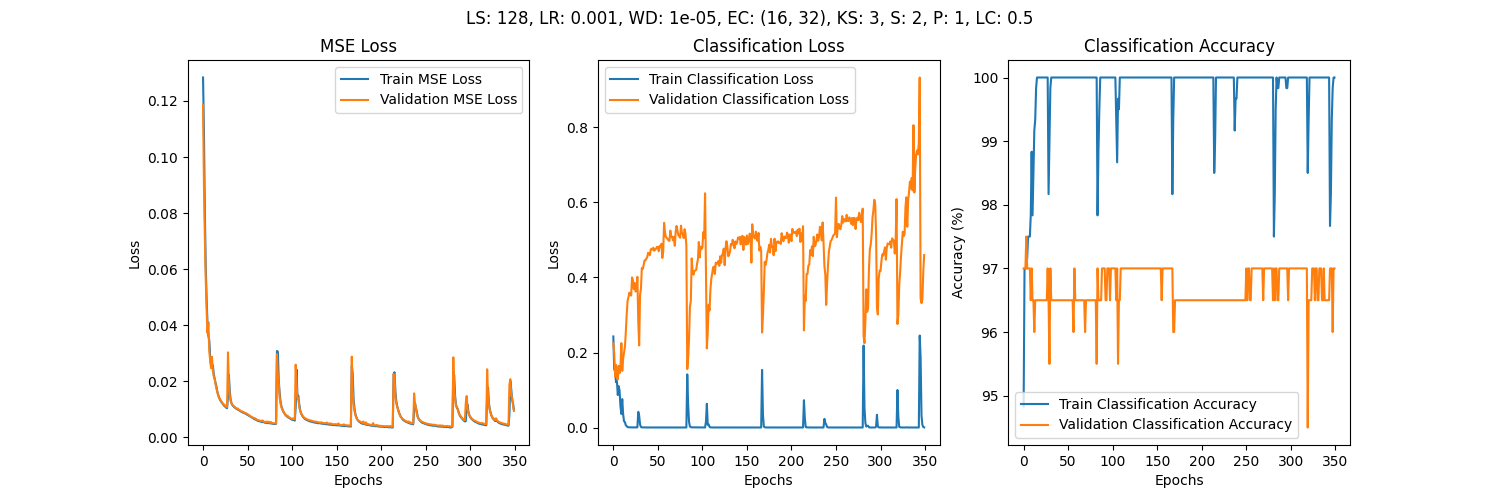 LS: 128, LR: 0.001, WD: 1e-05, EC: (16, 32), KS: 3, S: 2, P: 1, LC: 0.5
MSE Loss
Train MSE Loss
Validation MSE Loss
0.12
0.10
0.08
0.06
0.04
0.02
0.00
Loss
0 50 100 150 200 250 300 350
Epochs
Classification Loss
Train Classification Loss
Validation Classification Loss
0.8
0.6
0.4
0.2
0.0
Loss
0 50 100 150 200 250 300 350
Epochs
Classification Accuracy
100
99
98
97
96
95
Accuracy (%)
Train Classification Accuracy
Validation Classification Accuracy
0 50 100 150 200 250 300 350
Epochs